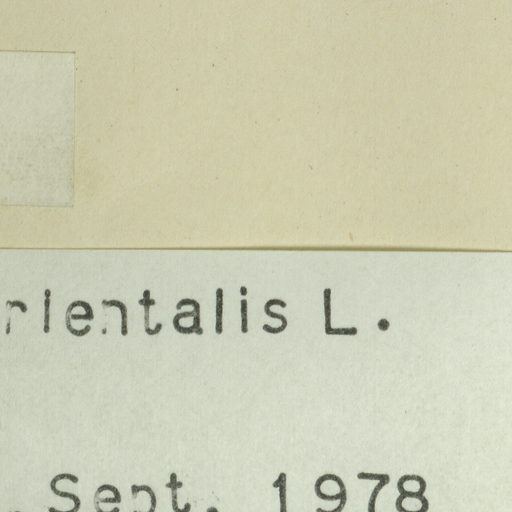 rientalis L.
. Sept. 1978